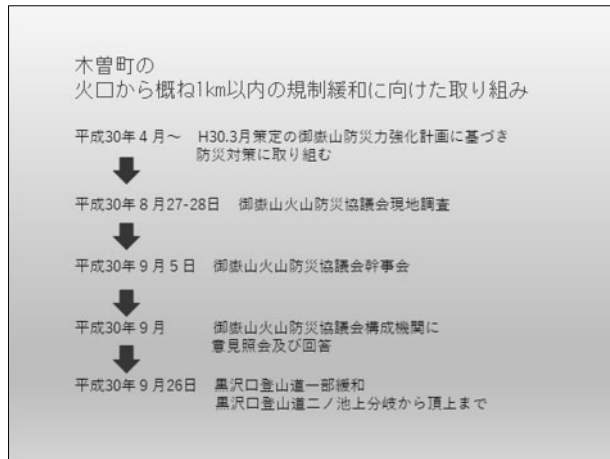 木曽町の
火口から概ね1km以内の規制緩和に向けた取り組み
平成30年4月～ H30.3月策定の御嶽山防災力強化計画に基づき
防災対策に取り組む
平成30年8月27-28日 御嶽山火山防災協議会現地調査
平成30年9月5日 御嶽山火山防災協議会幹事会
平成30年9月 御嶽山火山防災協議会構成機関に
意見照会及び回答
平成30年9月26日 黒沢口登山道一部緩和
黒沢口登山道二ノ池上分岐から頂上まで